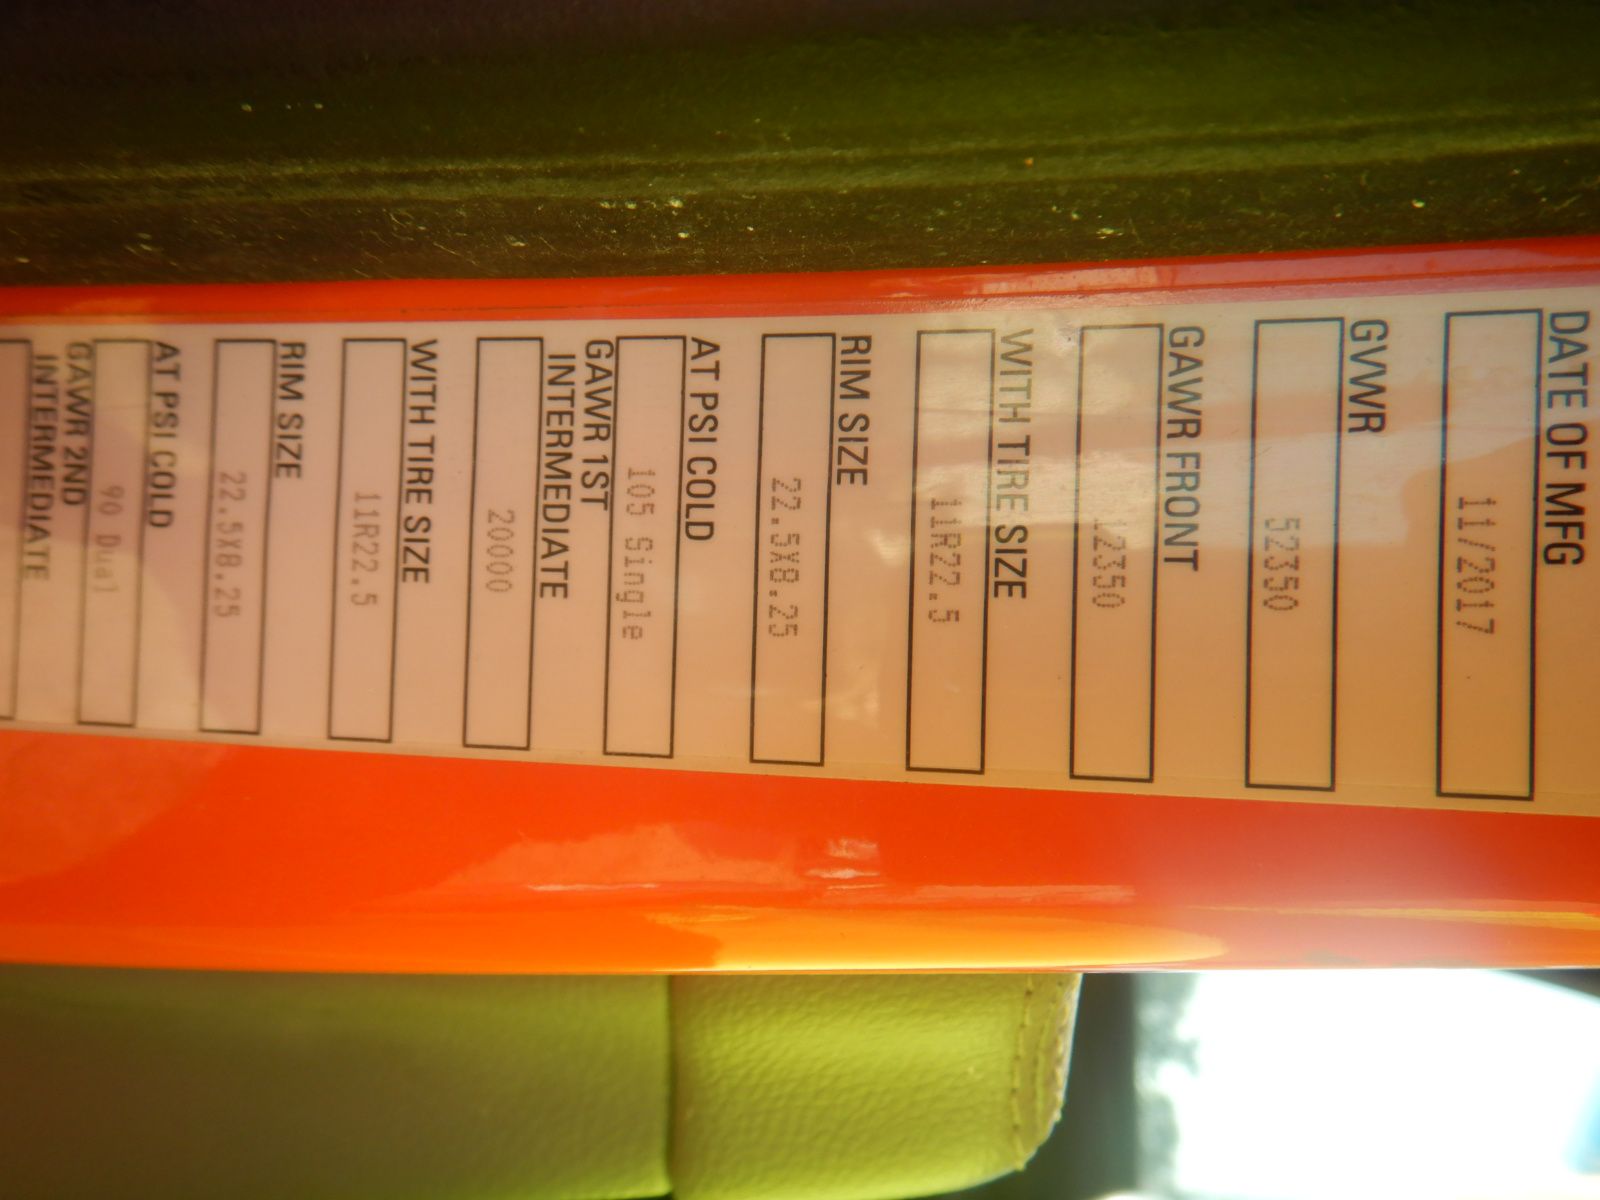 DATE OF MFG
11/2017
GVWR
52350
GAWR FRONT
12350
WITH TIRE SIZE
11R22.5
RIM SIZE
22.5X8.25
AT PSI COLD
105 Single
GAWR 1ST
INTERMEDIATE
20000
WITH TIRE SIZE
11R22.5
RIM SIZE
22.5X8.25
AT PSI COLD
90 Dual
GAWR 2ND
INTERMEDIATE